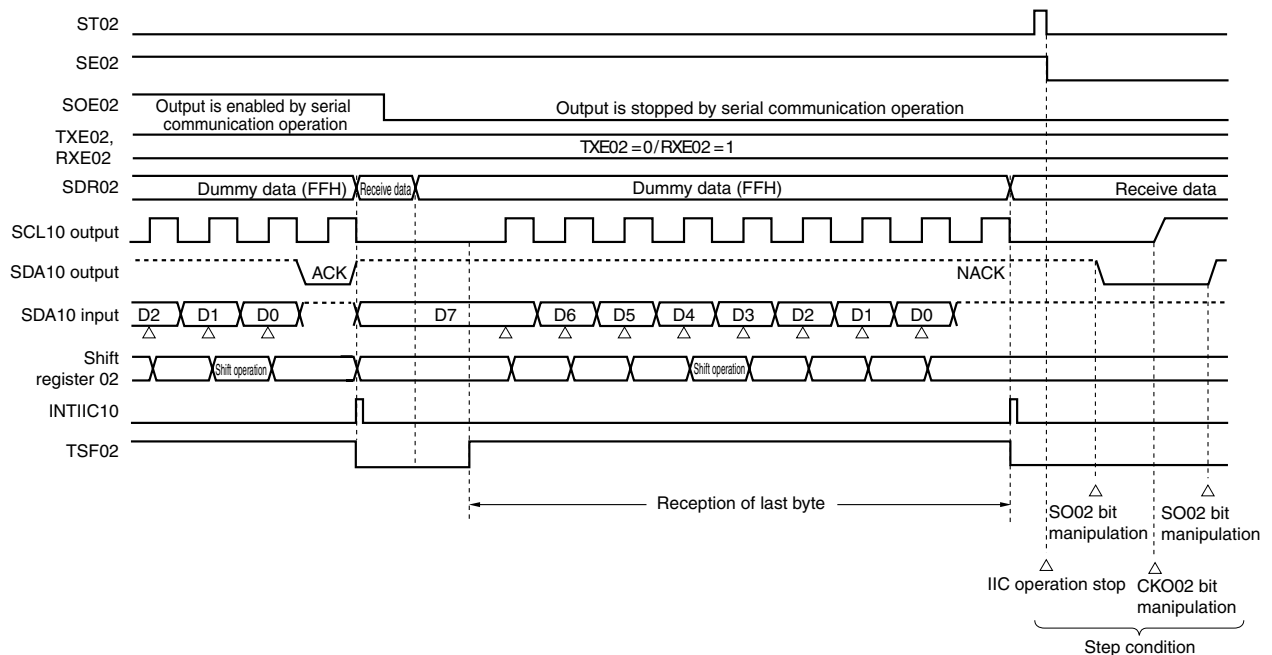 ST02
SE02
SOE02
Output is enabled by serial
communication operation
Output is stopped by serial communication operation
TXE02,
RXE02
TXE02=0/RXE02=1
SDR02
Dummy data (FFH)
Receive data
Dummy data (FFH)
Receive data
SCL10 output
SDA10 output
ACK
NACK
SDA10 input
D2
D1
D0
D7
D6
D5
D4
D3
D2
D1
D0
Shift
register 02
Shift operation
Shift operation
INTIIC10
TSF02
Reception of last byte
SO02 bit
manipulation
SO02 bit
manipulation
IIC operation stop
CKO02 bit
manipulation
Step condition